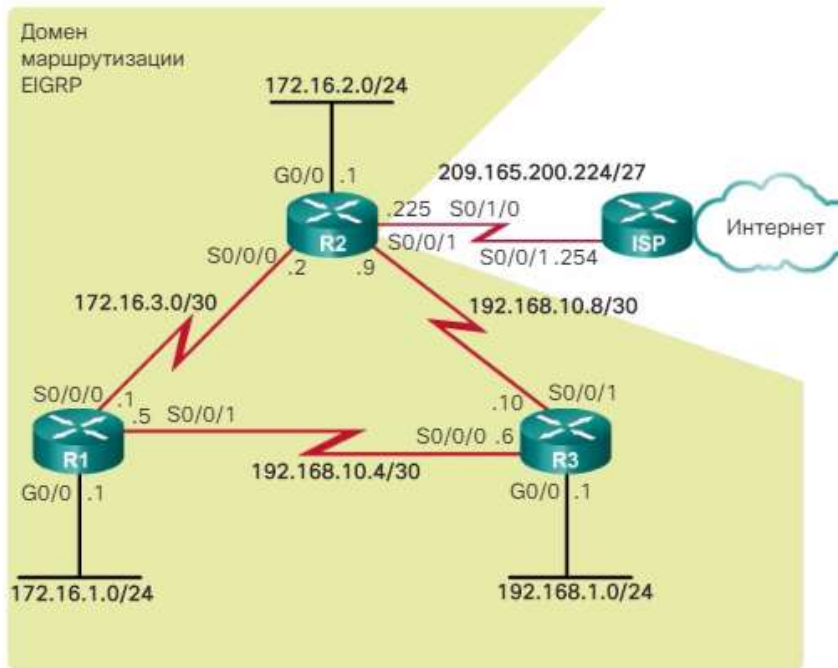 Домен
маршрутизации
EIGRP
172.16.2.0/24
G0/0 .1
209.165.200.224/27
.225 S0/1/0
R2
ISP
Интернет
S0/0/0 .2
.9 S0/0/1
S0/0/1 .254
172.16.3.0/30
192.168.10.8/30
S0/0/0 .1
.5 S0/0/1
.10 S0/0/1
S0/0/0 .6
R1
R3
192.168.10.4/30
G0/0 .1
G0/0 .1
172.16.1.0/24
192.168.1.0/24